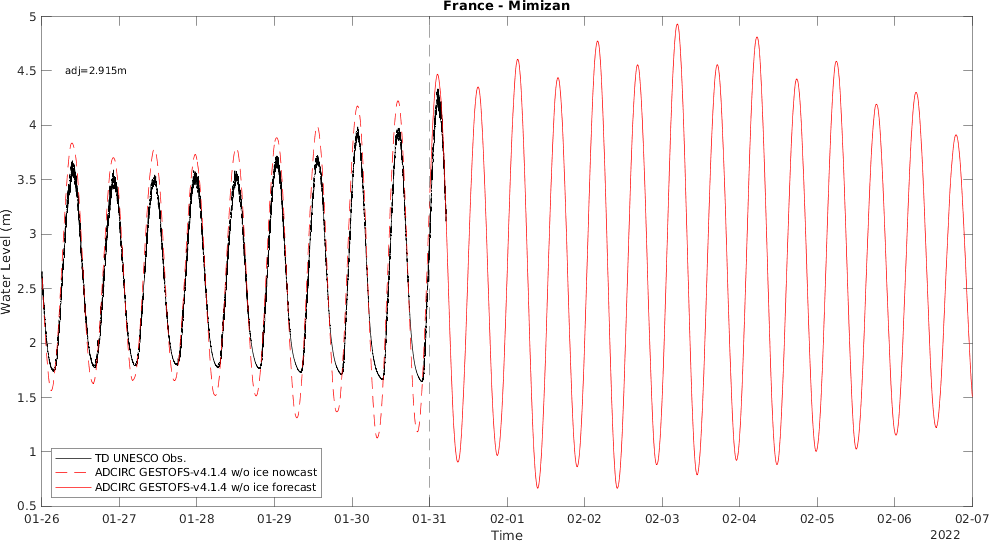 France - Mimizan
adj=2.915m
Water Level (m)
5
4.5
4
3.5
3
2.5
2
1.5
1
0.5
TD UNESCO Obs.
ADCIRC GESTOFS-v4.1.4 w/o ice nowcast
ADCIRC GESTOFS-v4.1.4 w/o ice forecast
01-26 01-27 01-28 01-29 01-30 01-31 02-01 02-02 02-03 02-04 02-05 02-06 02-07
Time
2022